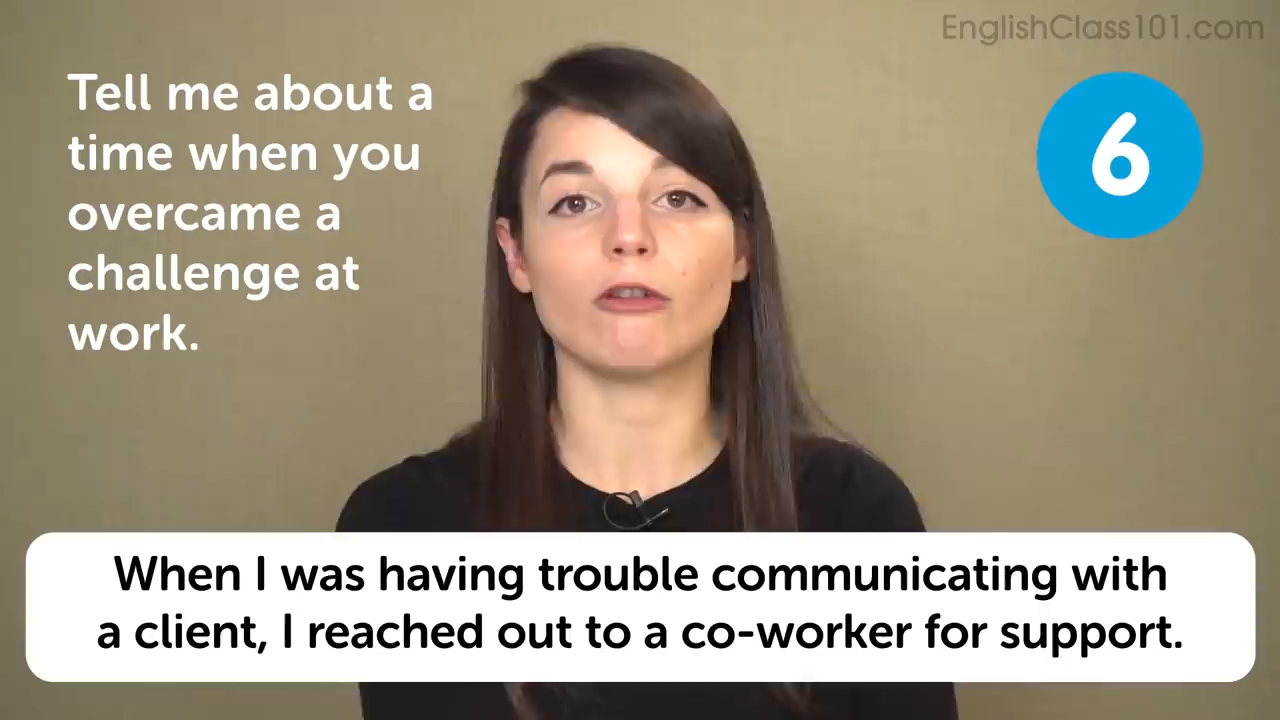 EnglishClass101.com
Tell me about a
time when you
overcame a
challenge at
work.
6
When I was having trouble communicating with
a client, I reached out to a co-worker for support.